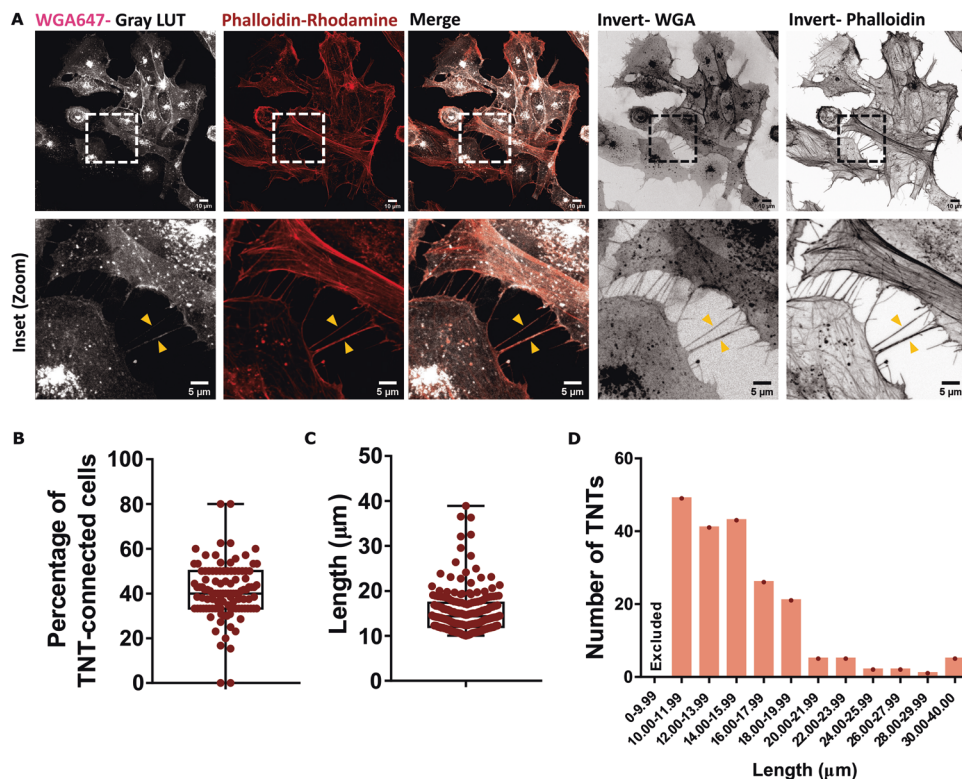 A
WGA647- Gray LUT
Phalloidin-Rhodamine
Merge
Invert- WGA
Invert- Phalloidin
10 µm
10 µm
10 µm
10 µm
10 µm
Inset (Zoom)
5 µm
5 µm
5 µm
5 µm
5 µm
B
Percentage of
TNT-connected cells
100
80
60
40
20
0
C
Length (µm)
50
40
30
20
10
0
D
Number of TNTs
60
40
20
0
Excluded
0-9.99
10.00-11.99
12.00-13.99
14.00-15.99
16.00-17.99
18.00-19.99
20.00-21.99
22.00-23.99
24.00-25.99
26.00-27.99
28.00-29.99
30.00-40.00
Length (µm)